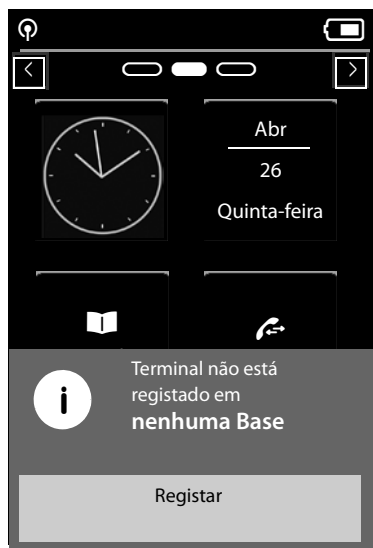 Abr
26
Quinta-feira
Terminal não está
registado em
nenhuma Base
Registar